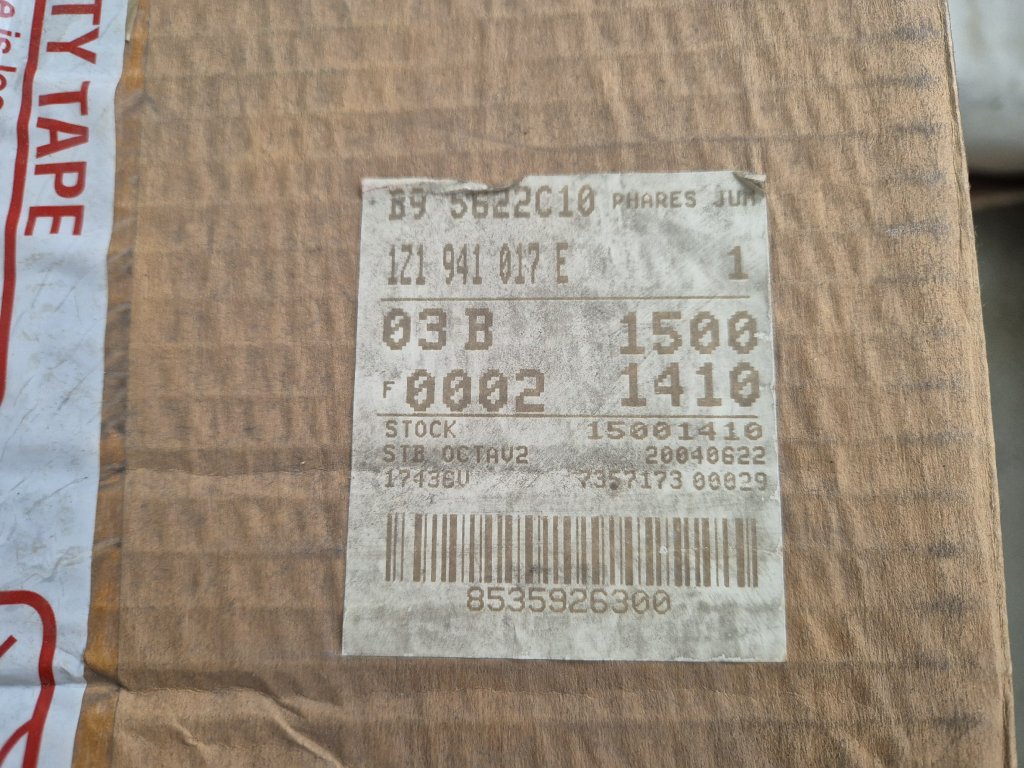 TY TAPE
B9 5622C10 PHARES JUM
1Z1 941 017 E 1
03B 1500
F 0002 1410
STOCK 15001410
STB OCTAV2 20040622
17436V 7357173 00029
8535926300